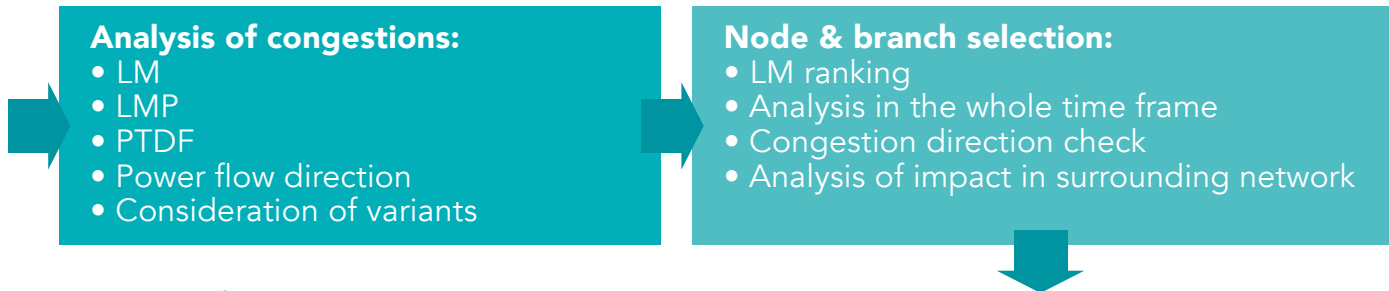 Analysis of congestions:
• LM
• LMP
• PTDF
• Power flow direction
• Consideration of variants
Node & branch selection:
• LM ranking
• Analysis in the whole time frame
• Congestion direction check
• Analysis of impact in surrounding network